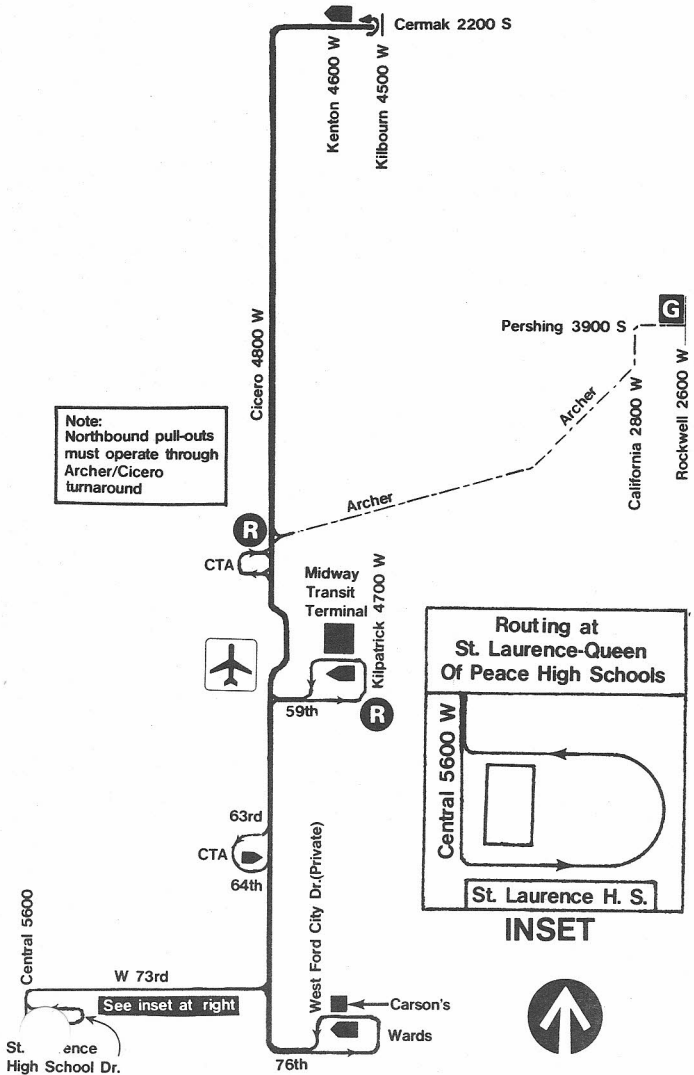 Cermak 2200 S
Kenton 4600 W
Kilbourn 4500 W
Cicero 4800 W
G
Pershing 3900 S
Archer
California 2800 W
Rockwell 2600 W
Note:
Northbound pull-outs
must operate through
Archer/Cicero
turnaround
Archer
R
CTA
Midway
Transit
Terminal
Kilpatrick 4700 W
59th
R
Routing at
St. Laurence-Queen
Of Peace High Schools
Central 5600 W
St. Laurence H. S.
INSET
63rd
CTA
64th
West Ford City Dr.(Private)
Central 5600
W 73rd
See inset at right
Carson's
Wards
76th
St. ence
High School Dr.